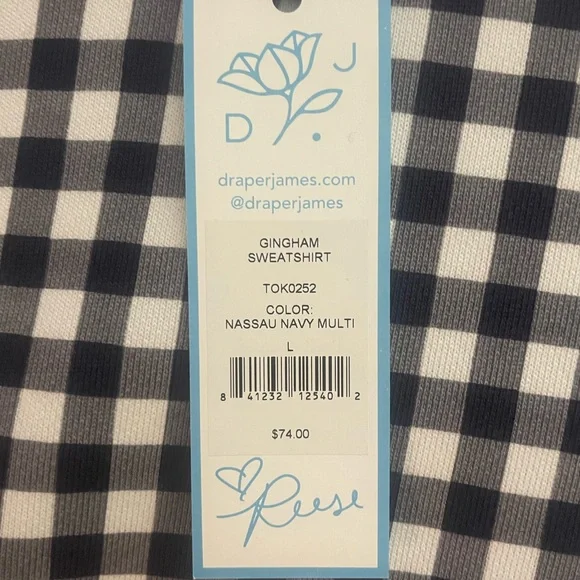 J
D
draperjames.com
@draperjames
GINGHAM
SWEATSHIRT
TOK0252
COLOR:
NASSAU NAVY MULTI
L
8 41232 12540 2
$74.00
Reese